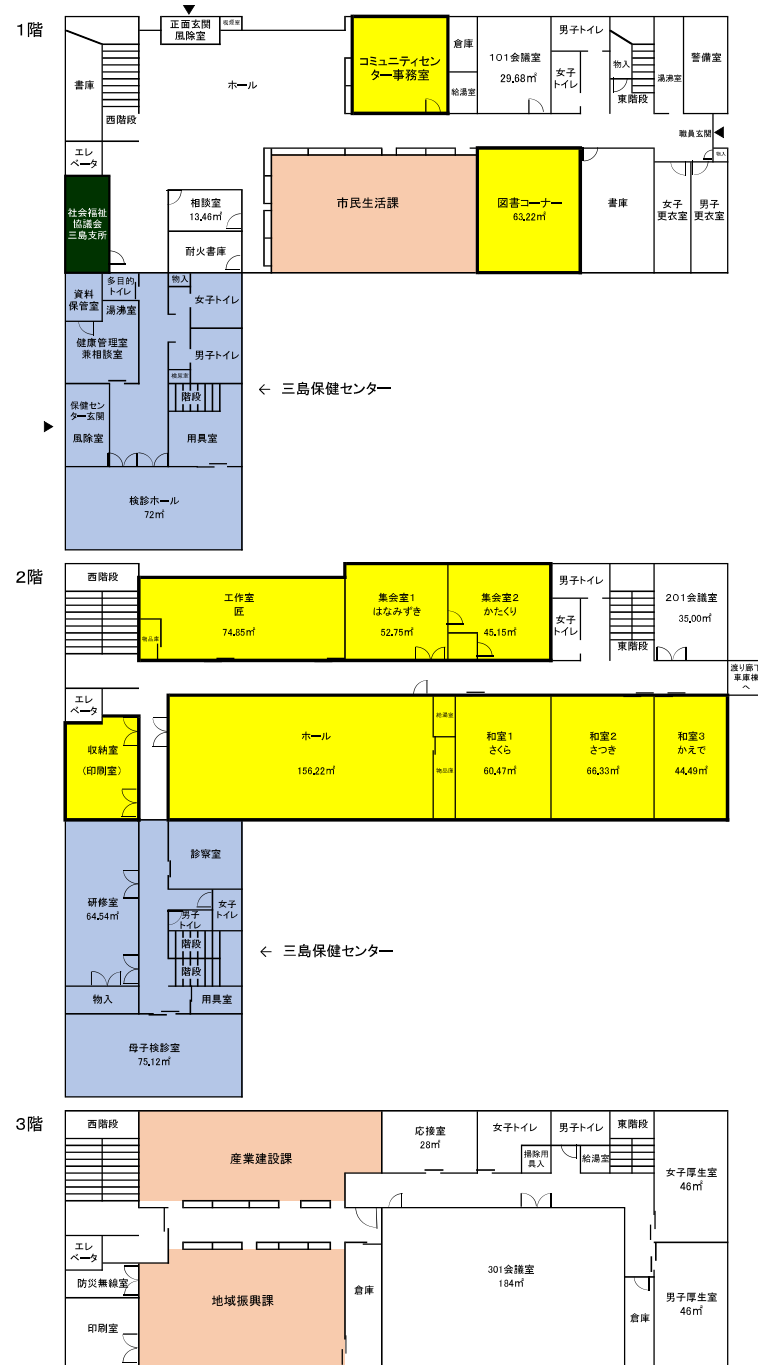 1階
正面玄関
風除室
書庫
西階段
ホール
コミュニティセン
ター事務室
倉庫
給湯室
101会議室
29.68㎡
男子トイレ
女子
トイレ
物入
東階段
湯沸室
警備室
職員玄関
物入
エレ
ベータ
社会福祉
協議会
三島支所
相談室
13.46㎡
耐火書庫
市民生活課
図書コーナー
63.22㎡
書庫
女子
更衣室
男子
更衣室
資料
保管室
多目的
トイレ
湯沸室
物入
女子トイレ
健康管理室
兼相談室
男子トイレ
階段
← 三島保健センター
保健セン
ター玄関
風除室
用具室
検診ホール
72㎡
2階
西階段
工作室
匠
74.85㎡
物品庫
集会室1
はなみずき
52.75㎡
集会室2
かたくり
45.15㎡
男子トイレ
女子
トイレ
東階段
201会議室
35.00㎡
渡り廊下
車庫棟
へ
エレ
ベータ
収納室
(印刷室)
ホール
156.22㎡
給湯室
物品庫
和室1
さくら
60.47㎡
和室2
さつき
66.33㎡
和室3
かえで
44.49㎡
診察室
研修室
64.54㎡
女子
トイレ
男子
トイレ
階段
階段
← 三島保健センター
物入
用具室
母子検診室
75.12㎡
3階
西階段
産業建設課
応接室
28㎡
女子トイレ
掃除用
具入
男子トイレ
給湯室
東階段
女子厚生室
46㎡
エレ
ベータ
防災無線室
印刷室
地域振興課
倉庫
301会議室
184㎡
倉庫
男子厚生室
46㎡